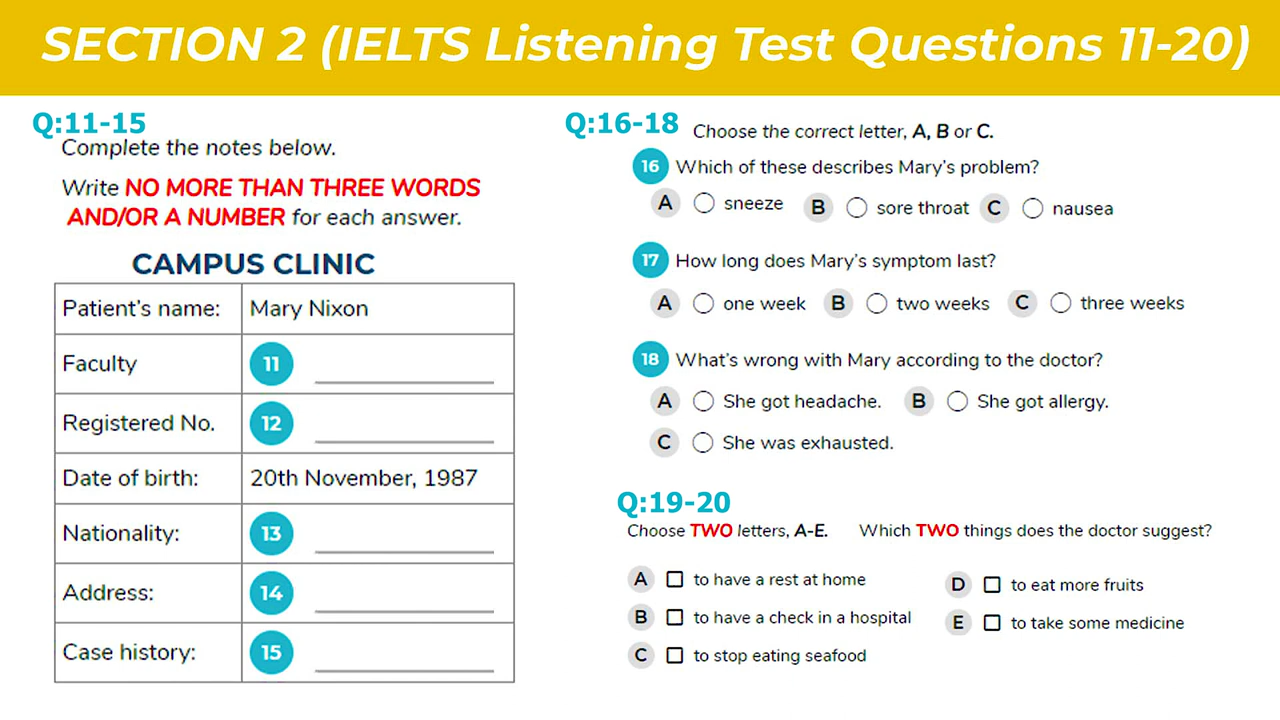 SECTION 2 (IELTS Listening Test Questions 11-20)
Q:11-15
Complete the notes below.
Write NO MORE THAN THREE WORDS
AND/OR A NUMBER for each answer.
CAMPUS CLINIC
Patient's name: Mary Nixon
Faculty 11
Registered No. 12
Date of birth: 20th November, 1987
Nationality: 13
Address: 14
Case history: 15
Q:16-18 Choose the correct letter, A, B or C.
16 Which of these describes Mary's problem?
A sneeze B sore throat C nausea
17 How long does Mary's symptom last?
A one week B two weeks C three weeks
18 What's wrong with Mary according to the doctor?
A She got headache. B She got allergy.
C She was exhausted.
Q:19-20
Choose TWO letters, A-E. Which TWO things does the doctor suggest?
A to have a rest at home
B to have a check in a hospital
C to stop eating seafood
D to eat more fruits
E to take some medicine